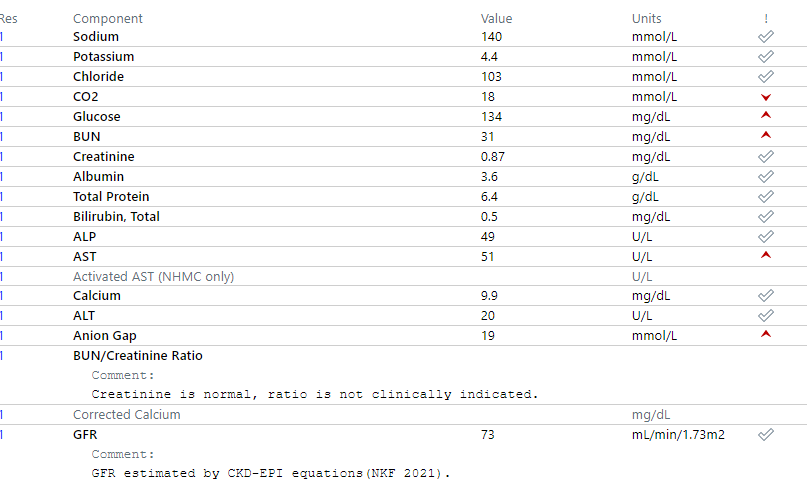 Res Component Value Units !
1 Sodium 140 mmol/L
1 Potassium 4.4 mmol/L
1 Chloride 103 mmol/L
1 CO2 18 mmol/L
1 Glucose 134 mg/dL
1 BUN 31 mg/dL
1 Creatinine 0.87 mg/dL
1 Albumin 3.6 g/dL
1 Total Protein 6.4 g/dL
1 Bilirubin, Total 0.5 mg/dL
1 ALP 49 U/L
1 AST 51 U/L
1 Activated AST (NHMC only) U/L
1 Calcium 9.9 mg/dL
1 ALT 20 U/L
1 Anion Gap 19 mmol/L
1 BUN/Creatinine Ratio
Comment:
Creatinine is normal, ratio is not clinically indicated.
1 Corrected Calcium mg/dL
1 GFR 73 mL/min/1.73m2
Comment:
GFR estimated by CKD-EPI equations(NKF 2021).